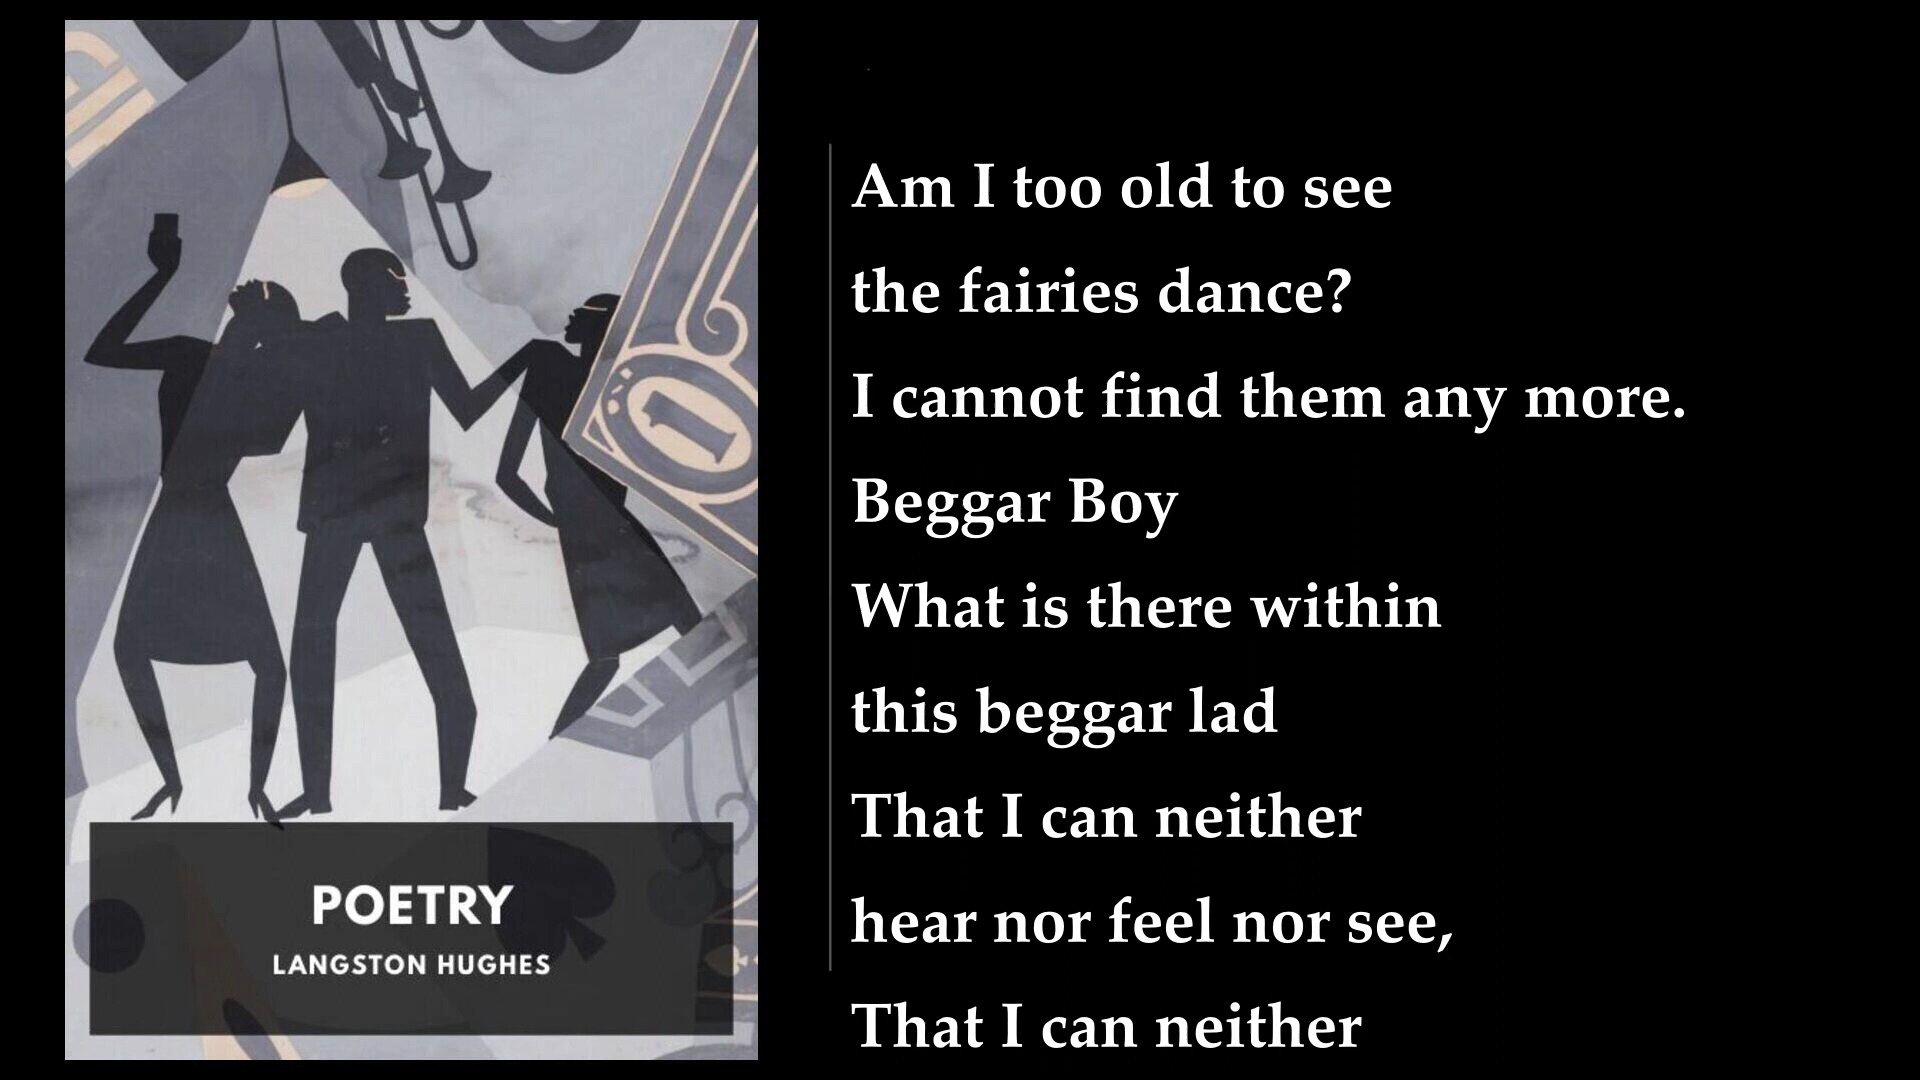 POETRY
LANGSTON HUGHES
Am I too old to see
the fairies dance?
I cannot find them any more.
Beggar Boy
What is there within
this beggar lad
That I can neither
hear nor feel nor see,
That I can neither